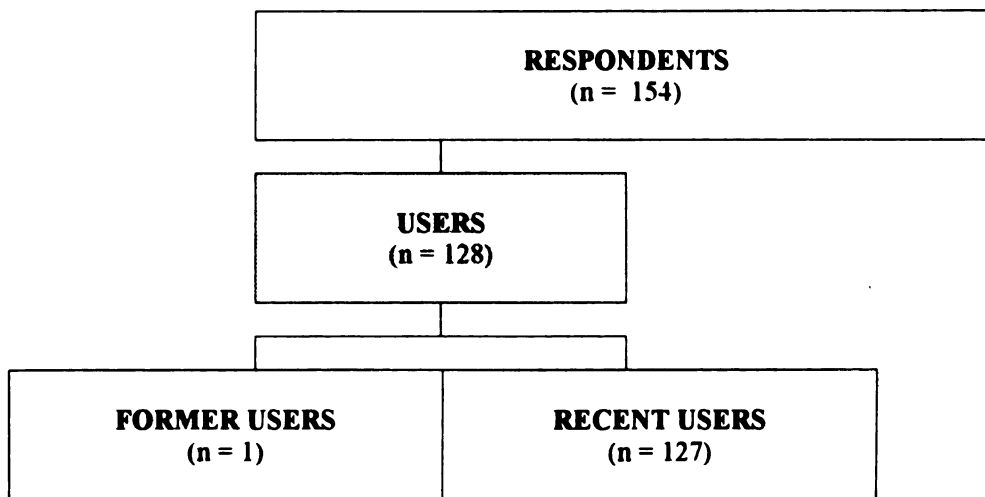 RESPONDENTS
(n = 154)
USERS
(n = 128)
FORMER USERS
(n = 1)
RECENT USERS
(n = 127)